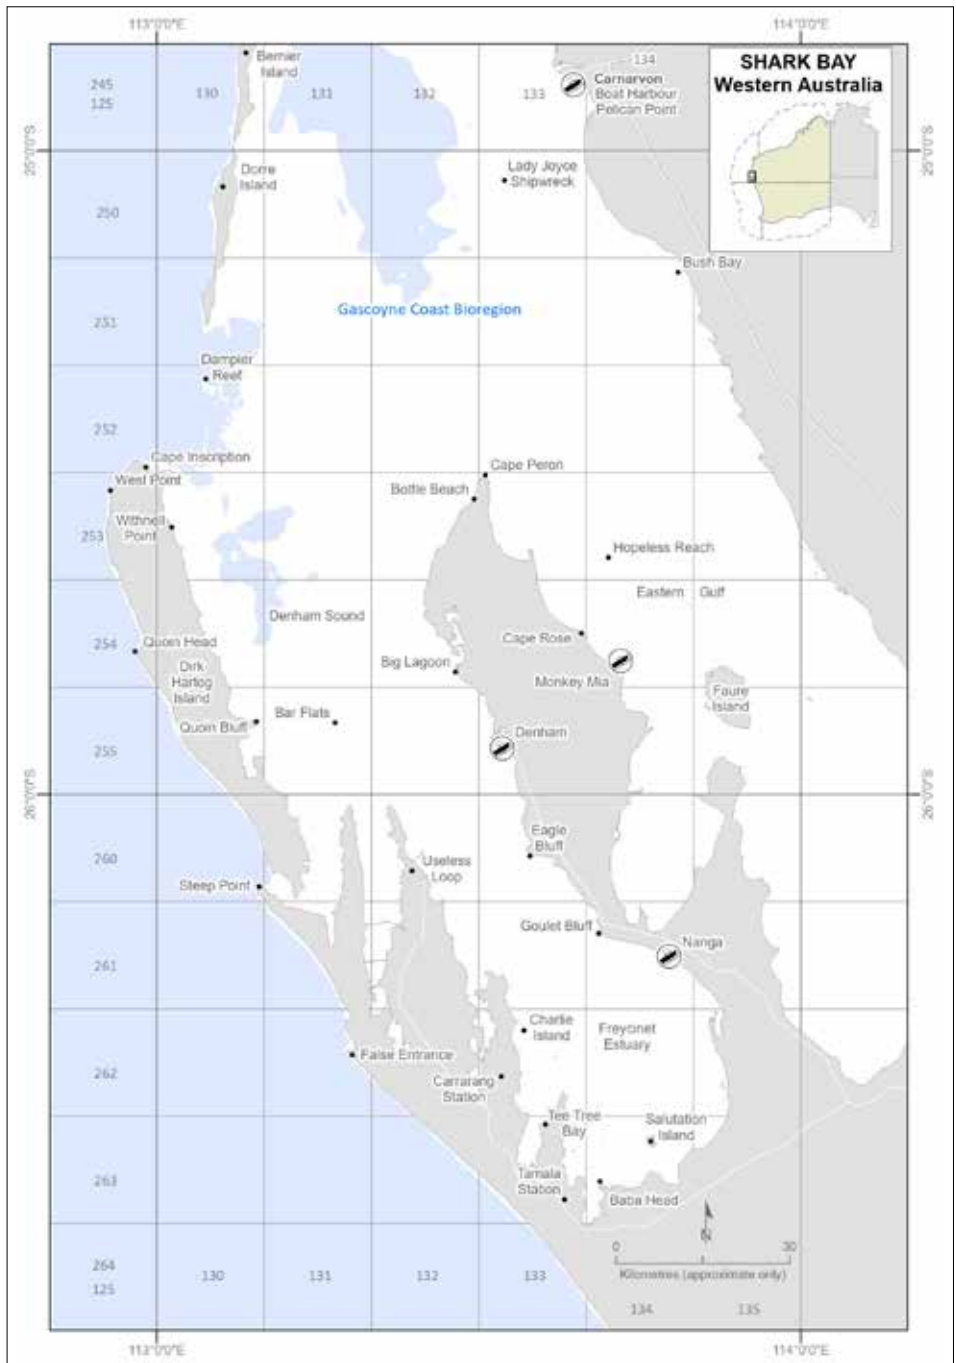 113°0'0"E
114°0'0"E
Bernier
Island
134
SHARK BAY
Western Australia
245
125
130
131
132
133
Carnarvon
Boat Harbour
Pelican Point
25°0'0"S
25°0'0"S
Dorre
Island
Lady Joyce
Shipwreck
250
Bush Bay
Gascoyne Coast Bioregion
251
Dampier
Reef
252
Cape Inscription
Cape Peron
West Point
Bottle Beach
Withnell
Point
253
Hopeless Reach
Eastern Gulf
Denham Sound
254
Quoin Head
Cape Rose
Big Lagoon
Dirk
Hartog
Island
Monkey Mia
Faure
Island
Bar Flats
Quoin Bluff
Denham
255
26°0'0"S
26°0'0"S
Eagle
Bluff
260
Useless
Loop
Steep Point
Goulet Bluff
Nanga
261
Charlie
Island
Freycinet
Estuary
False Entrance
262
Carrarang
Station
Tee Tree
Bay
Salutation
Island
263
Tamala
Station
Baba Head
N
0
30
Kilometres (approximate only)
264
125
130
131
132
133
134
135
113°0'0"E
114°0'0"E